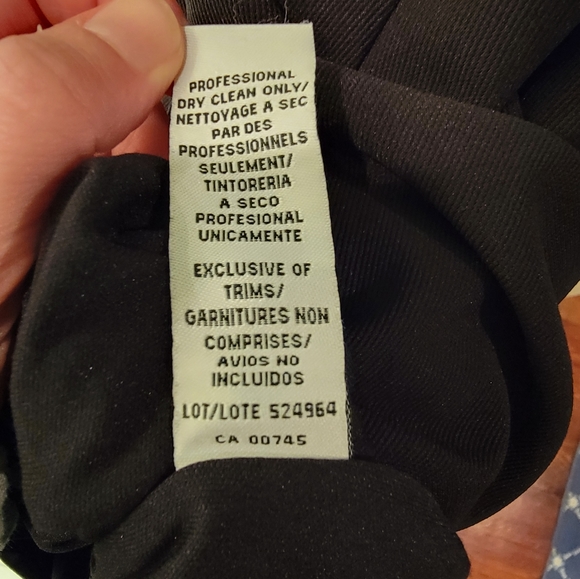 PROFESSIONAL
DRY CLEAN ONLY/
NETTOYAGE A SEC
PAR DES
PROFESSIONNELS
SEULEMENT/
TINTORERIA
A SECO
PROFESIONAL
UNICAMENTE
EXCLUSIVE OF
TRIMS/
GARNITURES NON
COMPRISES/
AVIOS NO
INCLUIDOS
LOT/LOTE 524964
CA 00745